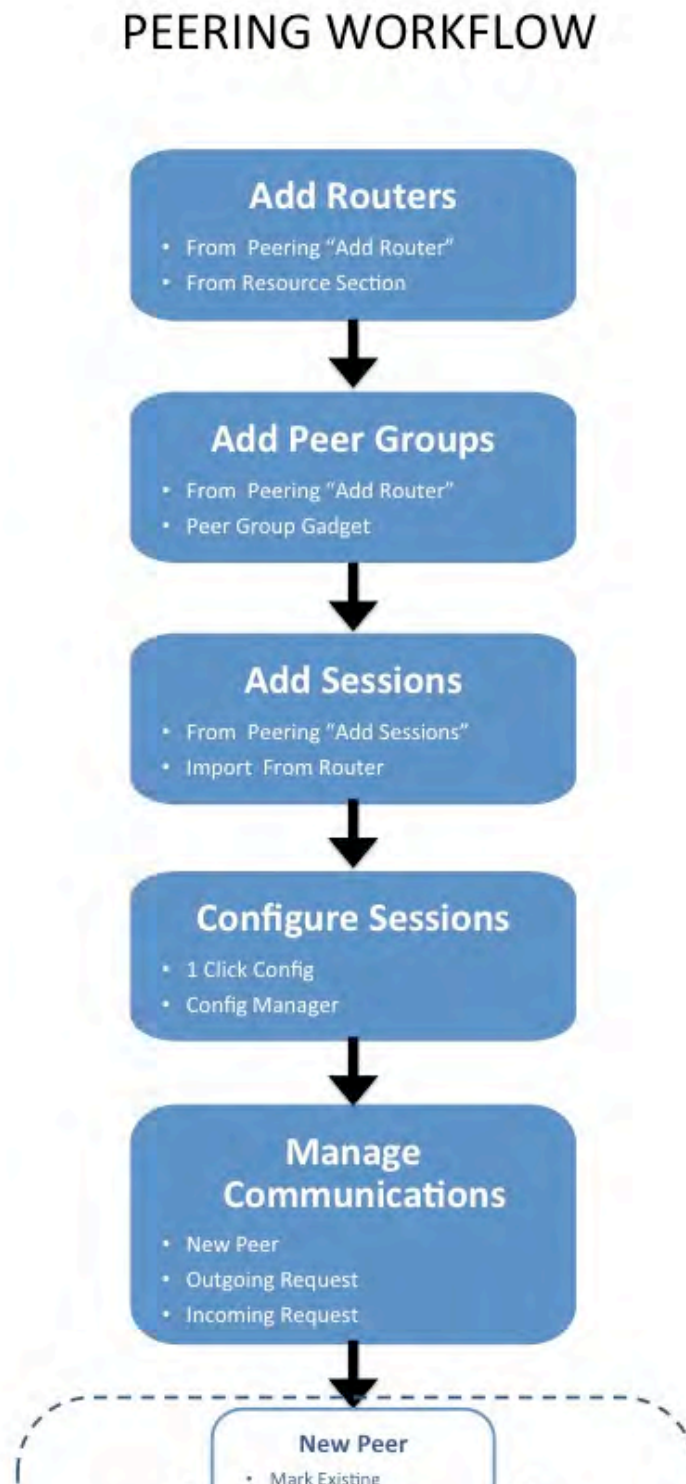 PEERING WORKFLOW
Add Routers
• From Peering “Add Router”
• From Resource Section
Add Peer Groups
• From Peering “Add Router”
• Peer Group Gadget
Add Sessions
• From Peering “Add Sessions”
• Import From Router
Configure Sessions
• 1 Click Config
• Config Manager
Manage
Communications
• New Peer
• Outgoing Request
• Incoming Request
New Peer
• Mark Existing